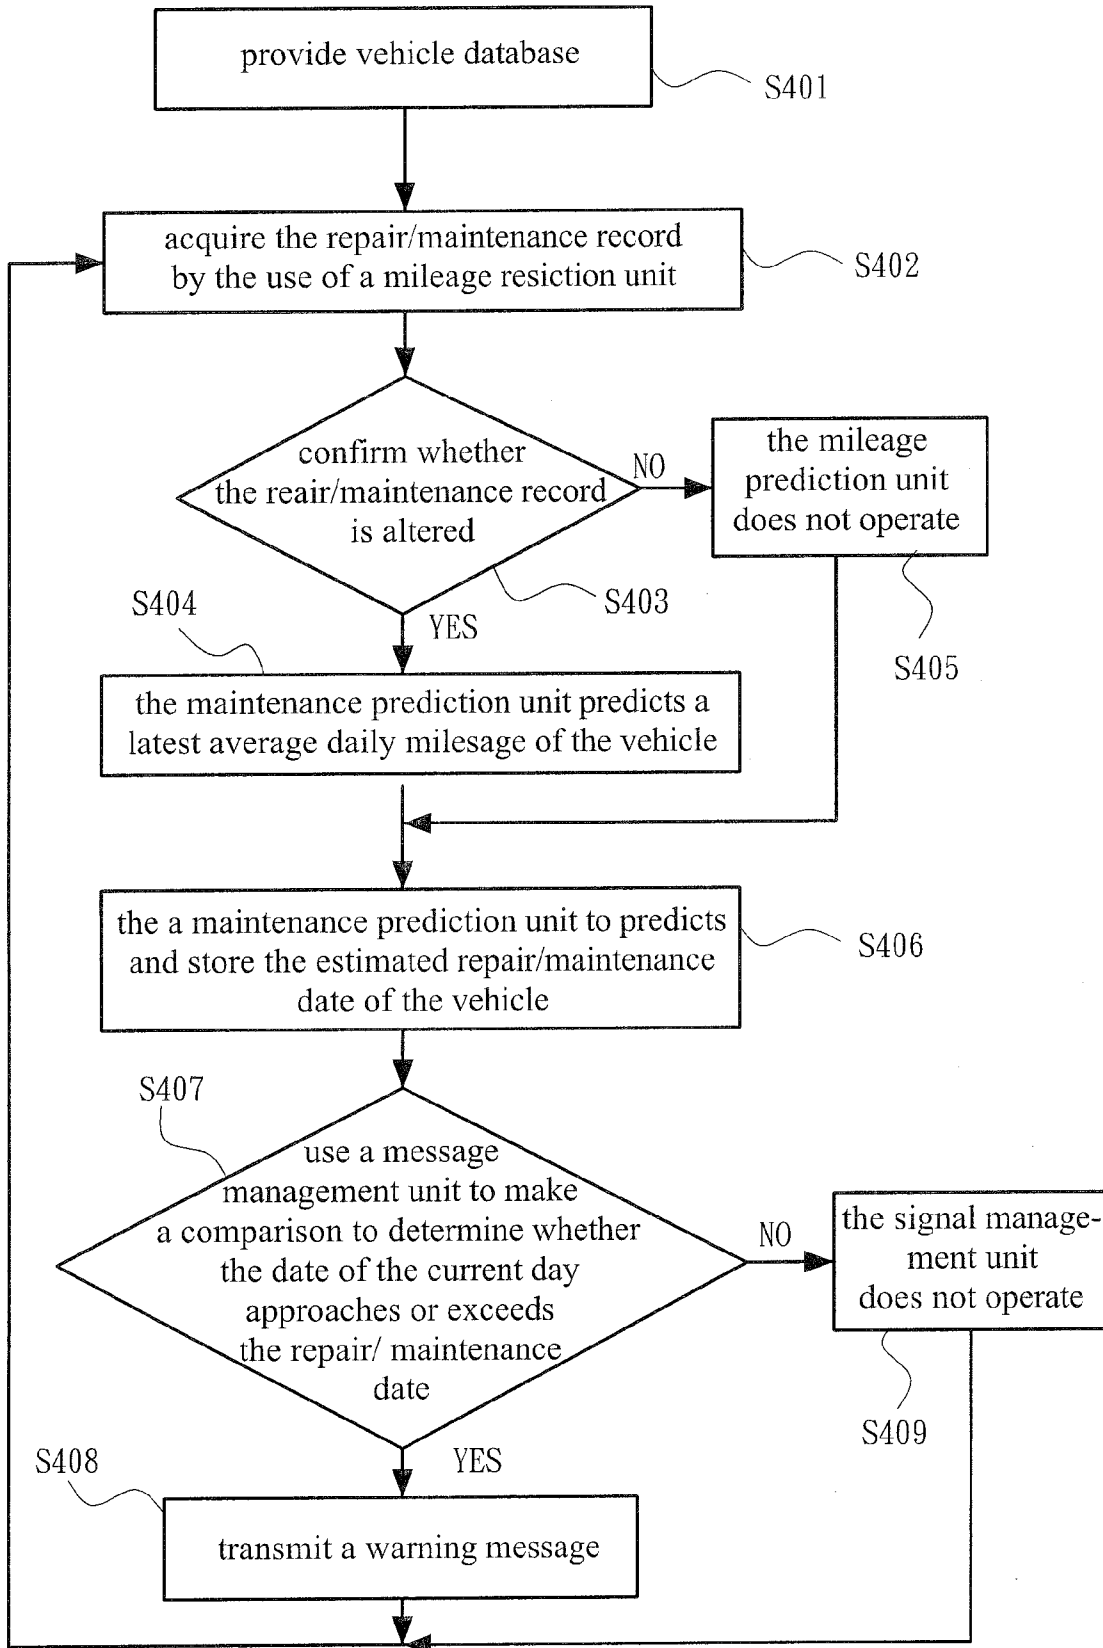 provide vehicle database
S401
acquire the repair/maintenance record
by the use of a mileage resiction unit
S402
confirm whether
the reair/maintenance record
is altered
NO
the mileage
prediction unit
does not operate
S403
S404
YES
S405
the maintenance prediction unit predicts a
latest average daily milesage of the vehicle
the a maintenance prediction unit to predicts
and store the estimated repair/maintenance
date of the vehicle
S406
S407
use a message
management unit to make
a comparison to determine whether
the date of the current day
approaches or exceeds
the repair/ maintenance
date
NO
the signal manage-
ment unit
does not operate
S409
S408
YES
transmit a warning message